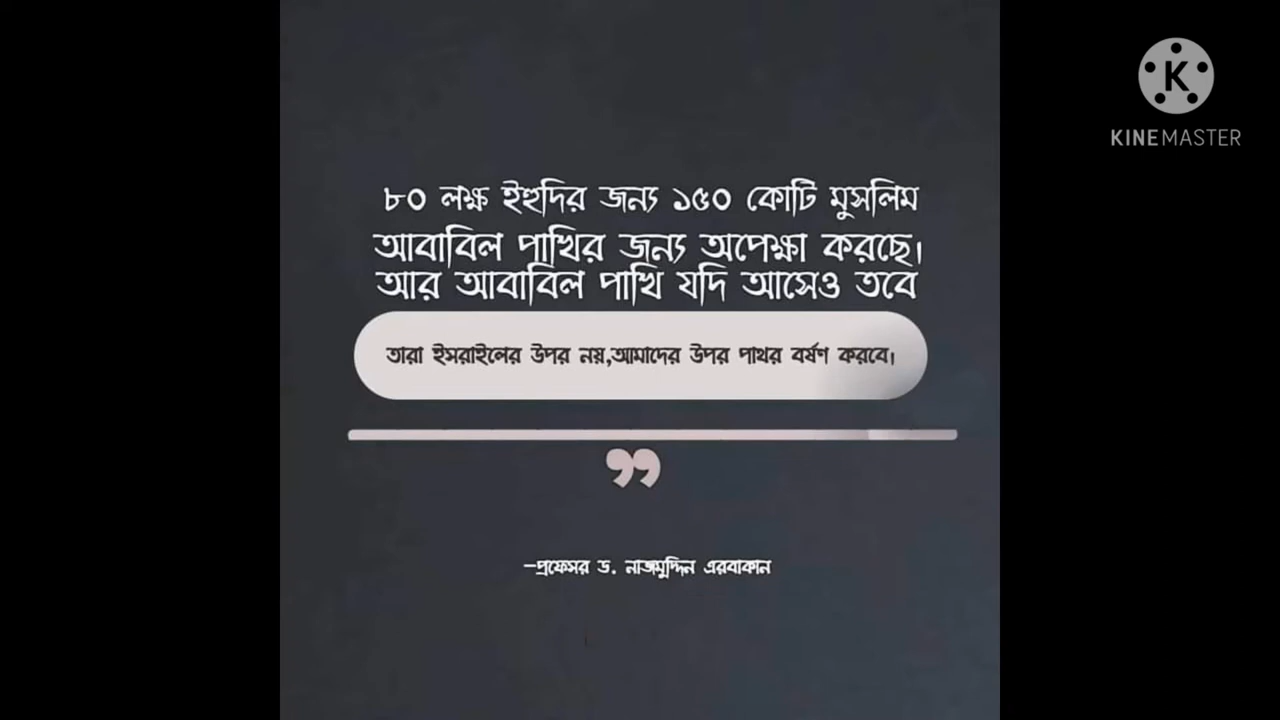 ৮০ লক্ষ ইহুদির জন্য ১৫০ কোটি মুসলিম
আবাবিল পাখির জন্য অপেক্ষা করছে।
আর আবাবিল পাখি যদি আসেও তবে
তারা ইসরাইলের উপর নয়,আমাদের উপর পাথর বর্ষণ করবে।
”
–প্রফেসর ড. নাজমুদ্দিন এরবাকান
K
KINEMASTER